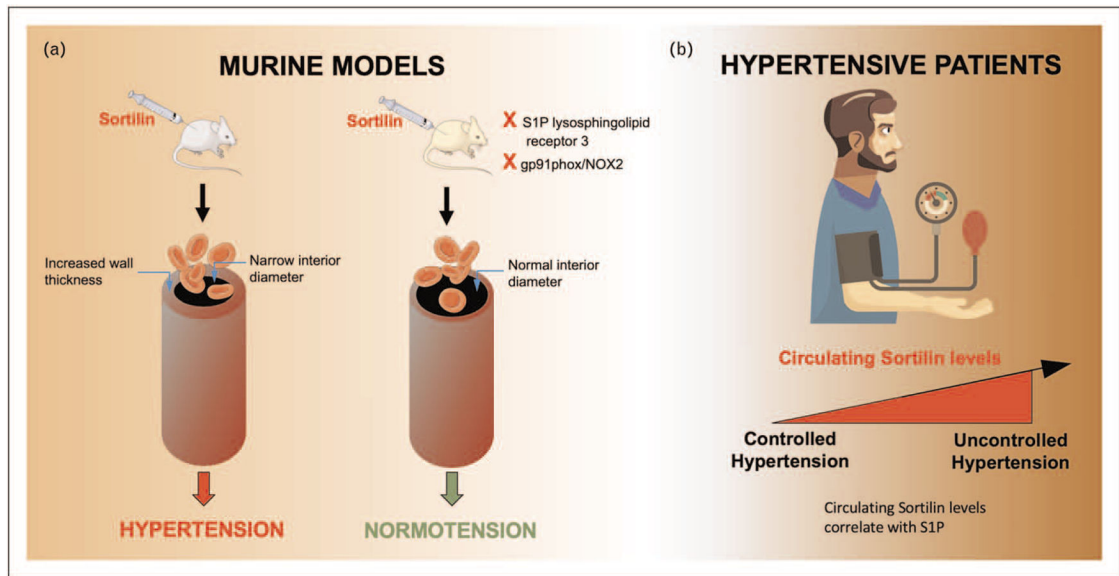 (a)
MURINE MODELS
Sortilin
Sortilin
X S1P lysosphingolipid
receptor 3
X gp91phox/NOX2
Increased wall
thickness
Narrow interior
diameter
Normal interior
diameter
HYPERTENSION
NORMOTENSION
(b)
HYPERTENSIVE PATIENTS
Circulating Sortilin levels
Controlled
Hypertension
Uncontrolled
Hypertension
Circulating Sortilin levels
correlate with S1P